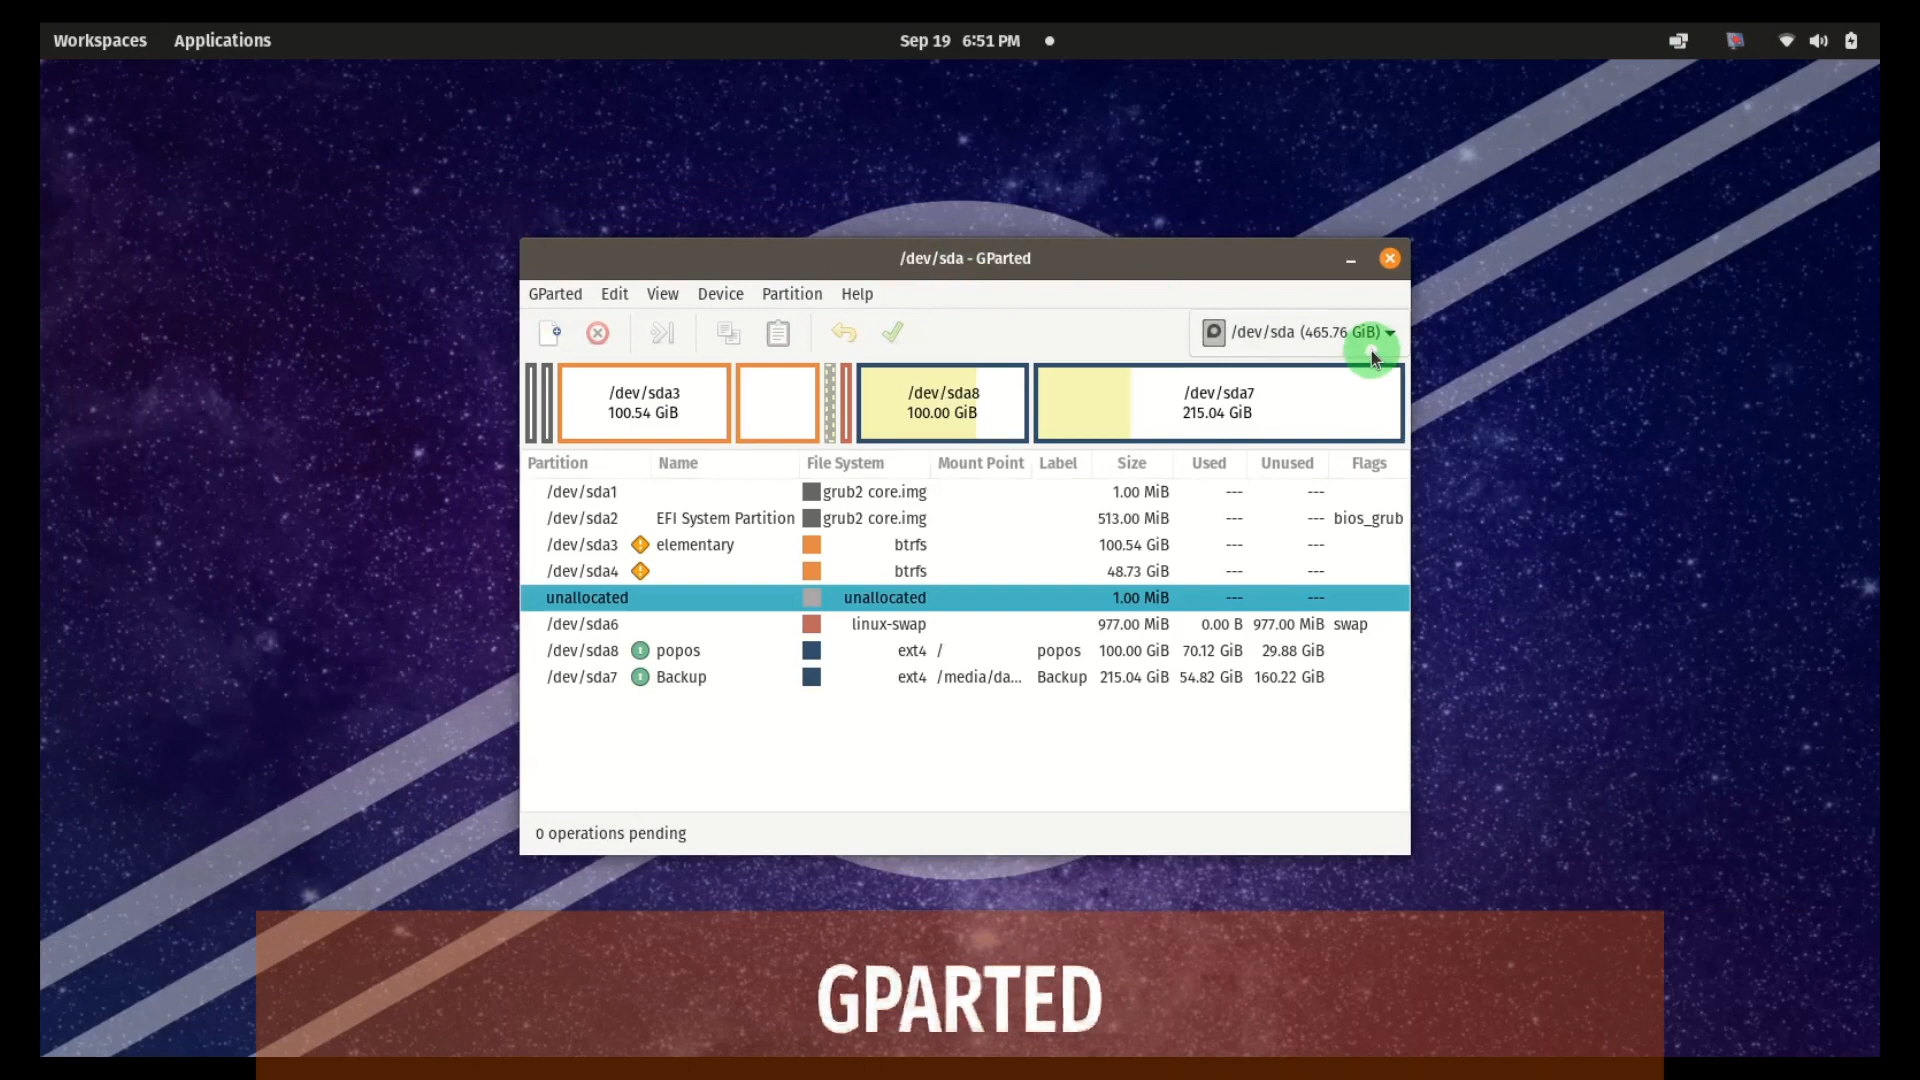 Workspaces Applications Sep 19 6:51 PM
/dev/sda - GParted
GParted Edit View Device Partition Help
/dev/sda (465.76 GiB)
/dev/sda3 /dev/sda8 /dev/sda7
100.54 GiB 100.00 GiB 215.04 GiB
Partition Name File System Mount Point Label Size Used Unused Flags
/dev/sda1 grub2 core.img 1.00 MiB --- ---
/dev/sda2 EFI System Partition grub2 core.img 513.00 MiB --- --- bios_grub
/dev/sda3 elementary btrfs 100.54 GiB --- ---
/dev/sda4 btrfs 48.73 GiB --- ---
unallocated unallocated 1.00 MiB --- ---
/dev/sda6 linux-swap 977.00 MiB 0.00 B 977.00 MiB swap
/dev/sda8 popos ext4 / popos 100.00 GiB 70.12 GiB 29.88 GiB
/dev/sda7 Backup ext4 /media/da... Backup 215.04 GiB 54.82 GiB 160.22 GiB
0 operations pending
GPARTED